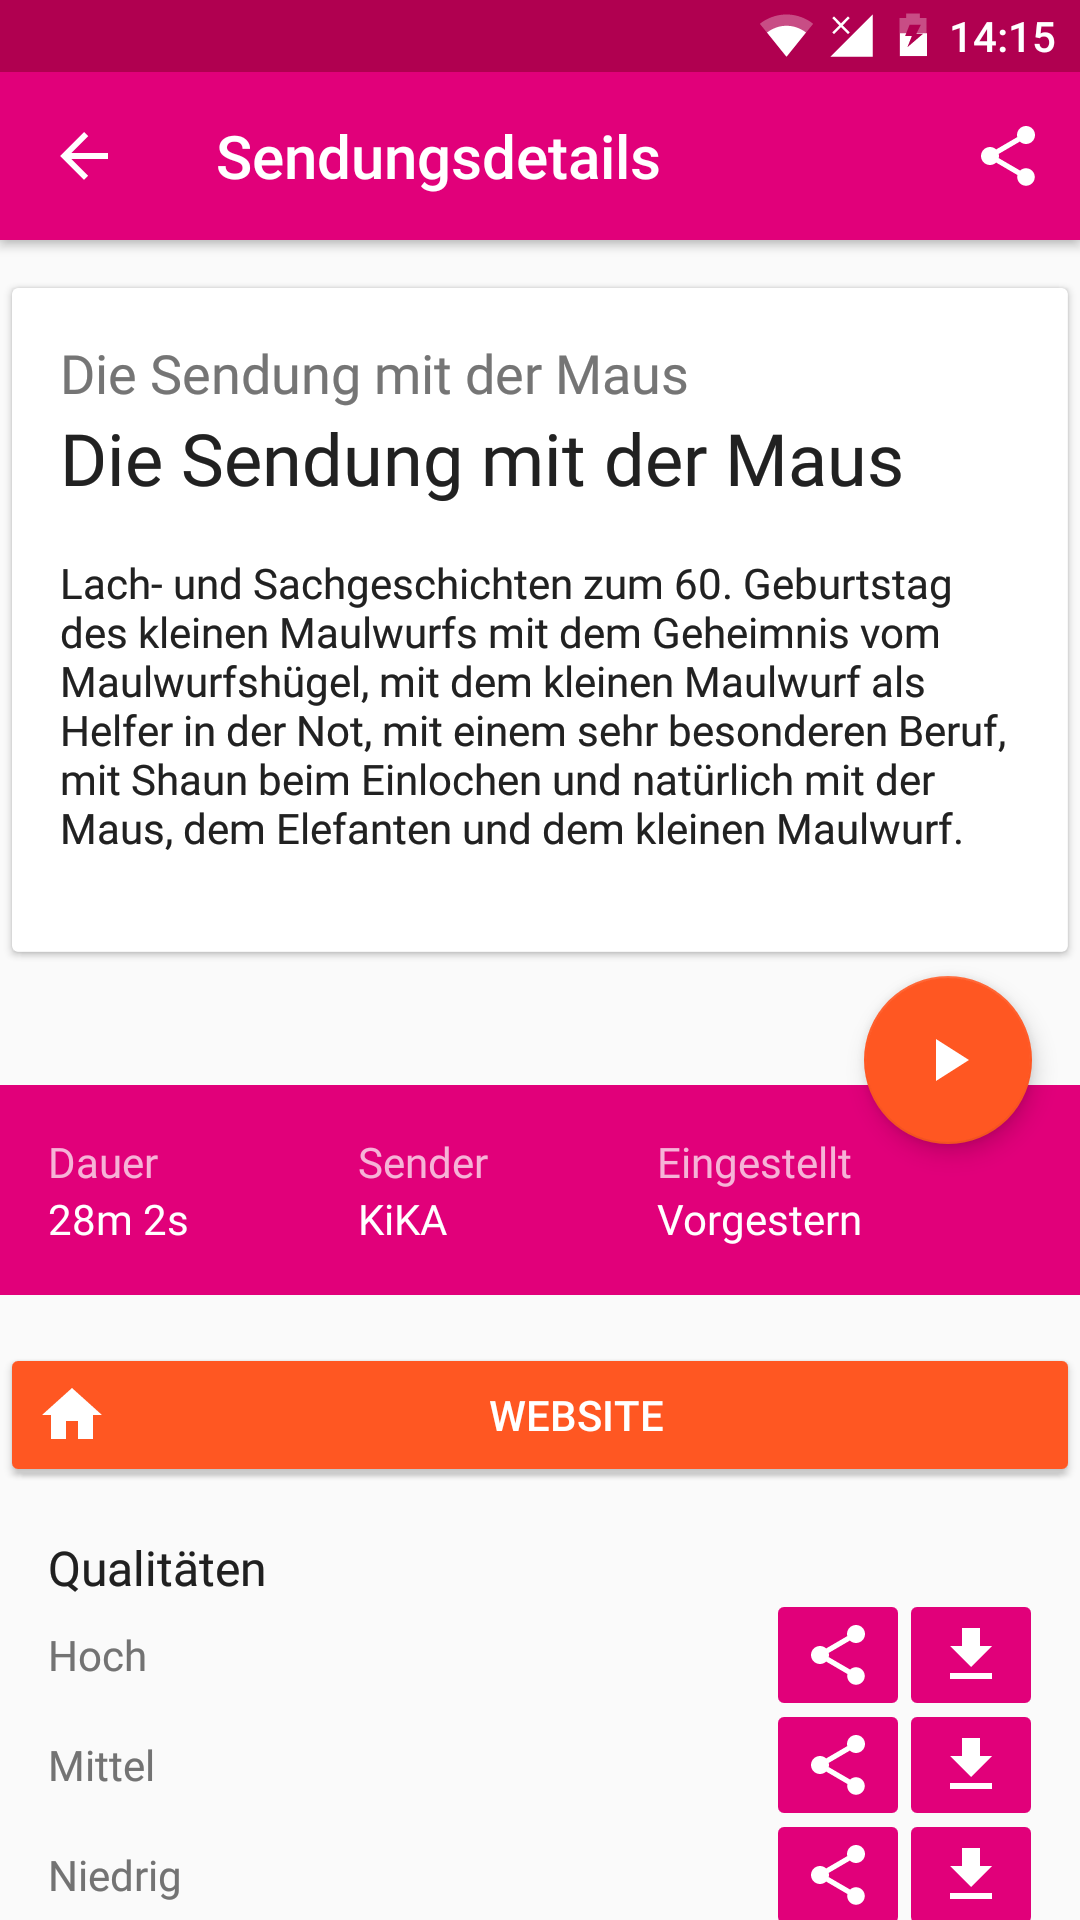 14:15
Sendungsdetails
Die Sendung mit der Maus
Die Sendung mit der Maus
Lach- und Sachgeschichten zum 60. Geburtstag
des kleinen Maulwurfs mit dem Geheimnis vom
Maulwurfshügel, mit dem kleinen Maulwurf als
Helfer in der Not, mit einem sehr besonderen Beruf,
mit Shaun beim Einlochen und natürlich mit der
Maus, dem Elefanten und dem kleinen Maulwurf.
Dauer Sender Eingestellt
28m 2s KiKA Vorgestern
WEBSITE
Qualitäten
Hoch
Mittel
Niedrig